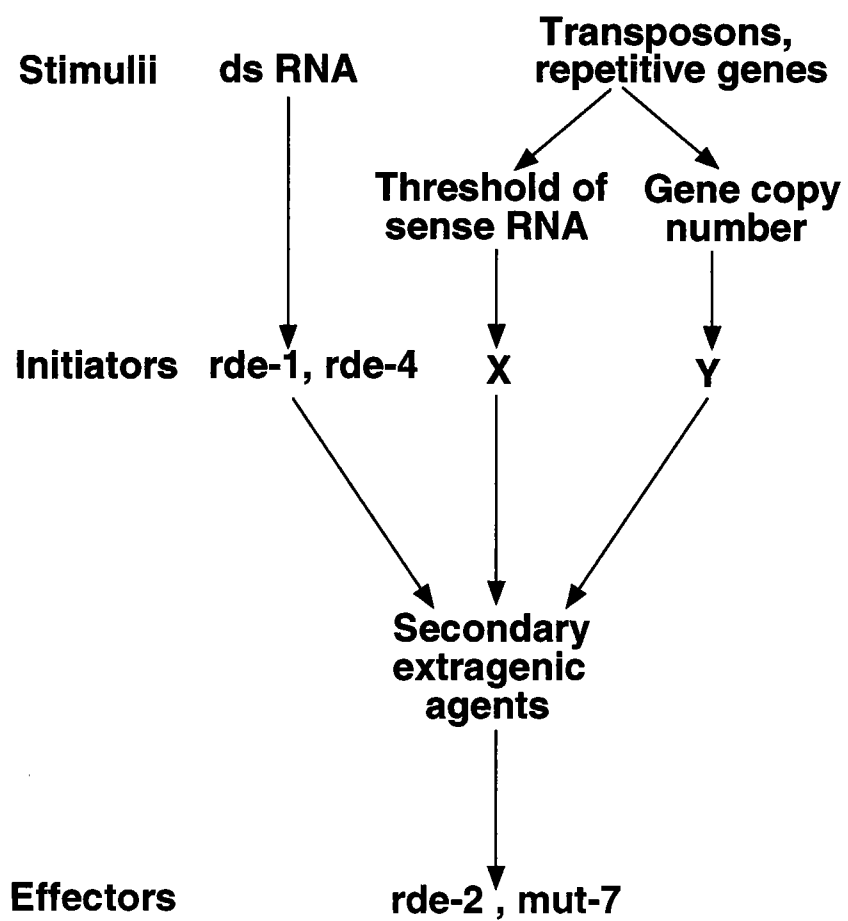 Transposons,
Stimulii ds RNA repetitive genes
Threshold of Gene copy
sense RNA number
Initiators rde-1, rde-4 X Y
Secondary
extragenic
agents
Effectors rde-2 , mut-7